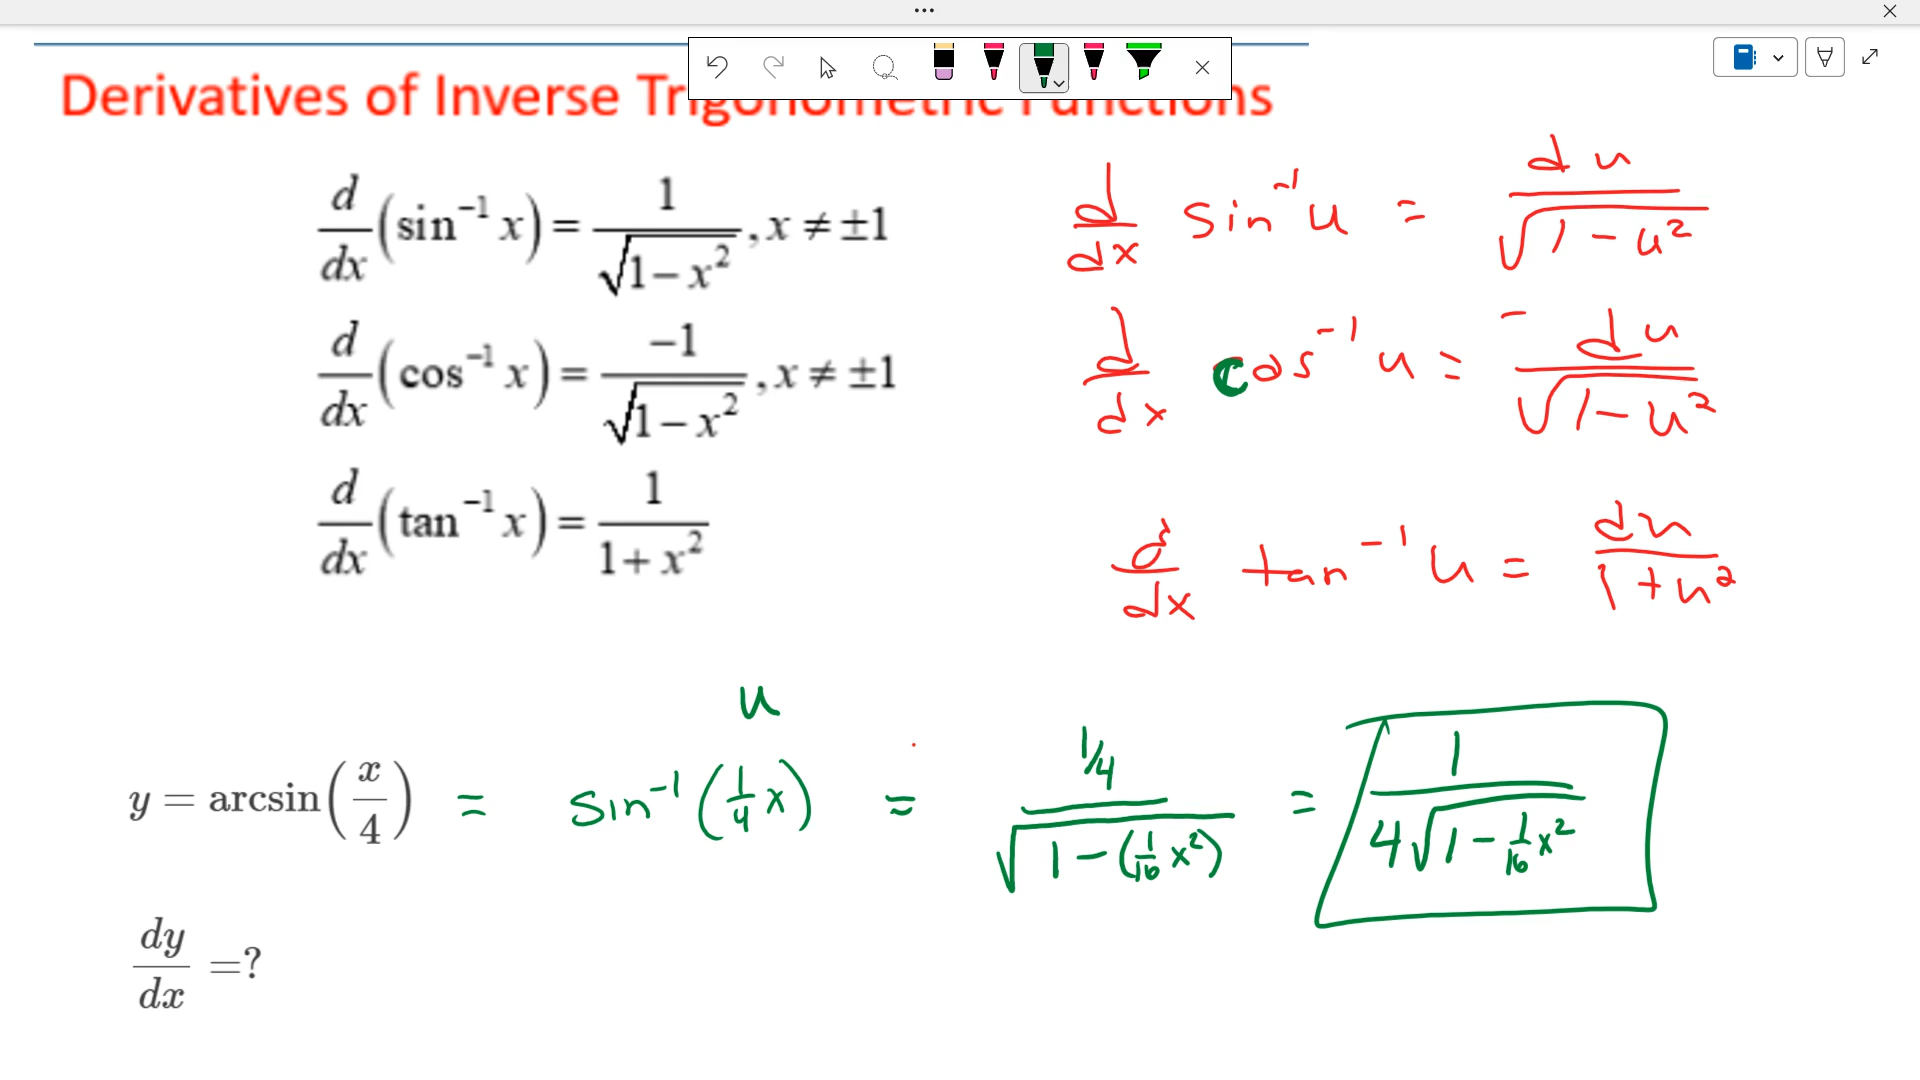 Derivatives of Inverse Trigonometric Functions
d/dx (sin⁻¹ x) = 1/√(1−x²), x ≠ ±1
d/dx sin⁻¹ u = du/√(1−u²)
d/dx (cos⁻¹ x) = −1/√(1−x²), x ≠ ±1
d/dx cos⁻¹ u = −du/√(1−u²)
d/dx (tan⁻¹ x) = 1/(1+x²)
d/dx tan⁻¹ u = du/(1+u²)
u
y = arcsin(x/4) = sin⁻¹(1/4 x) = (1/4)/√(1−(1/16 x²)) = 1/(4√(1−1/16 x²))
dy/dx =?